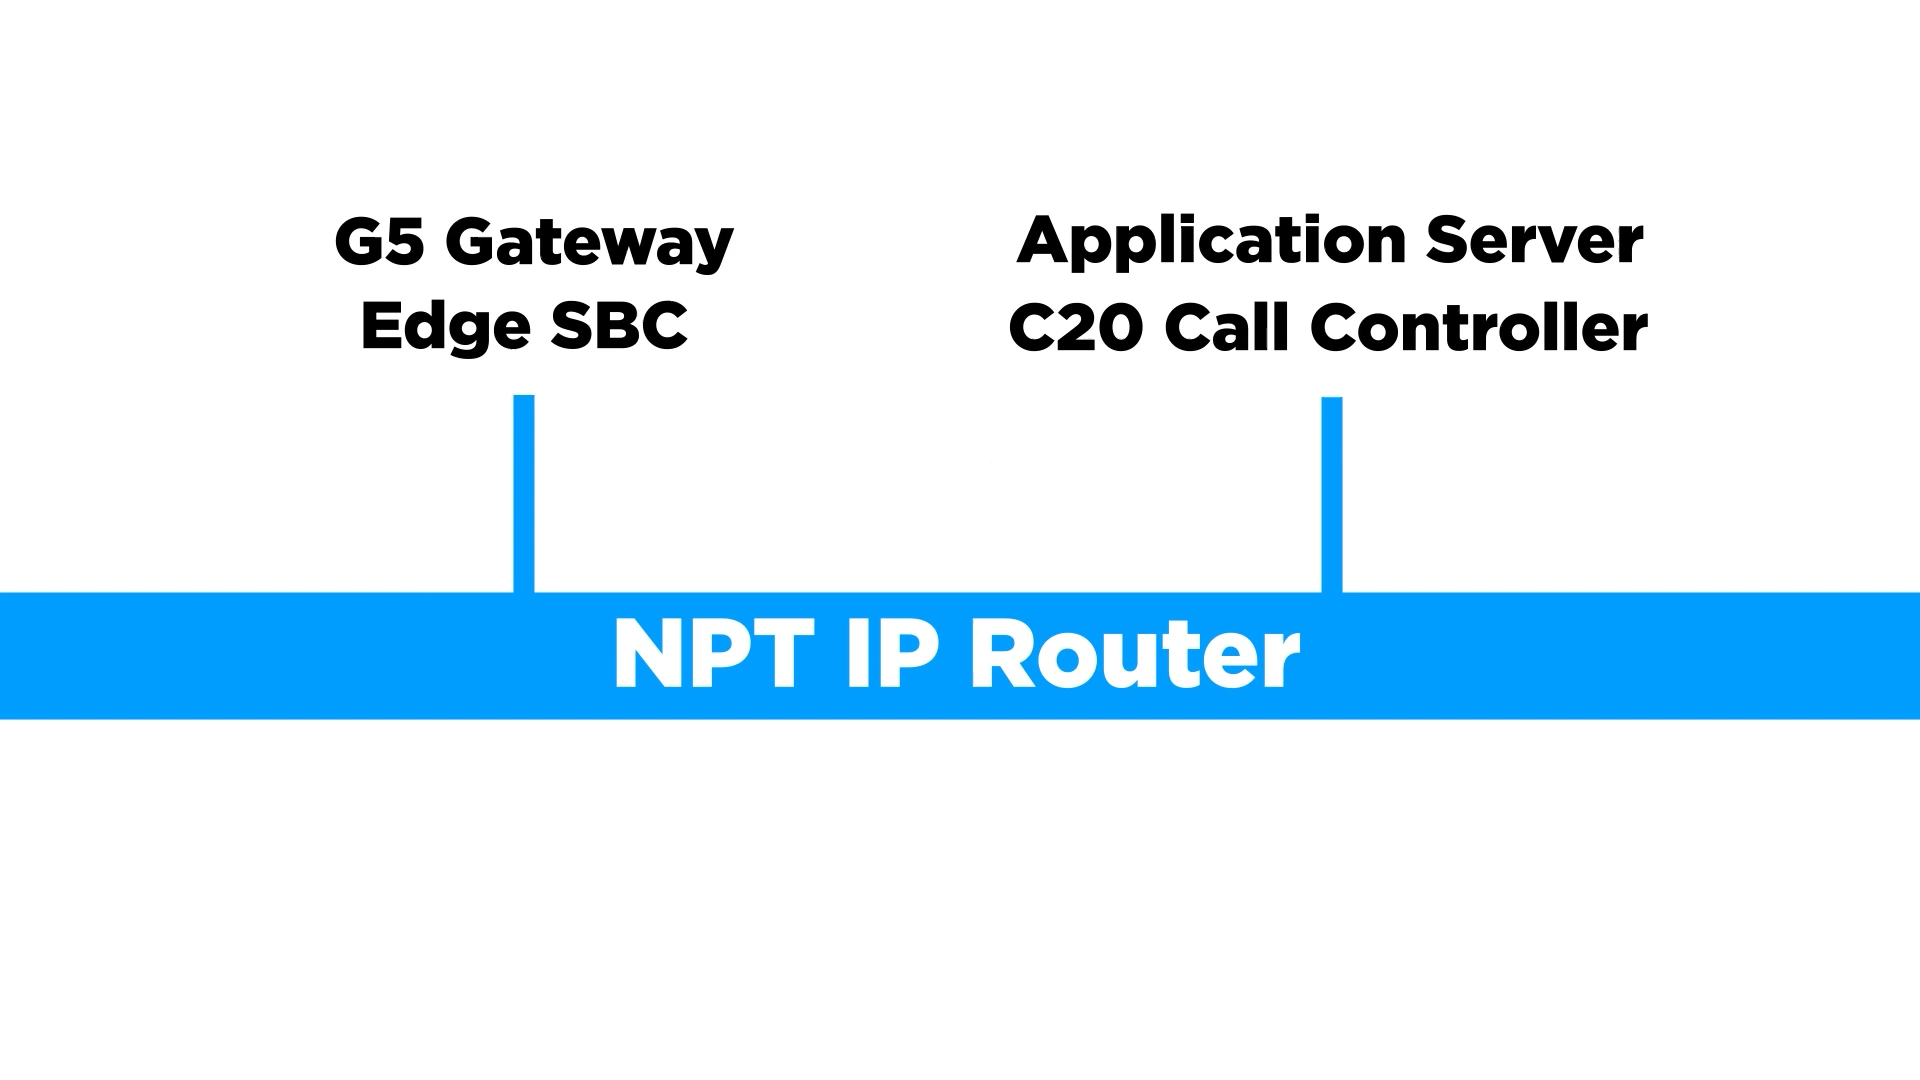 G5 Gateway
Edge SBC
Application Server
C20 Call Controller
NPT IP Router